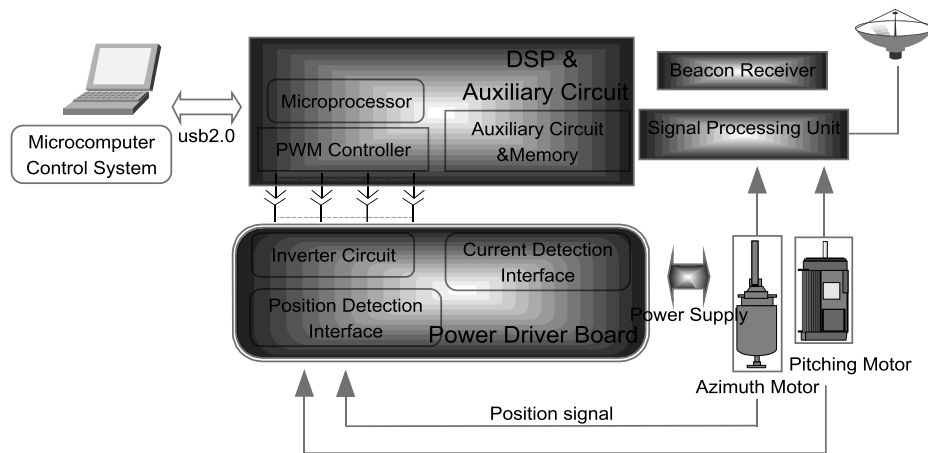 DSP &
Auxiliary Circuit
Microprocessor
PWM Controller
Auxiliary Circuit
&Memory
Beacon Receiver
Signal Processing Unit
usb2.0
Microcomputer
Control System
Inverter Circuit
Current Detection
Interface
Position Detection
Interface
Power Driver Board
Power Supply
Pitching Motor
Azimuth Motor
Position signal